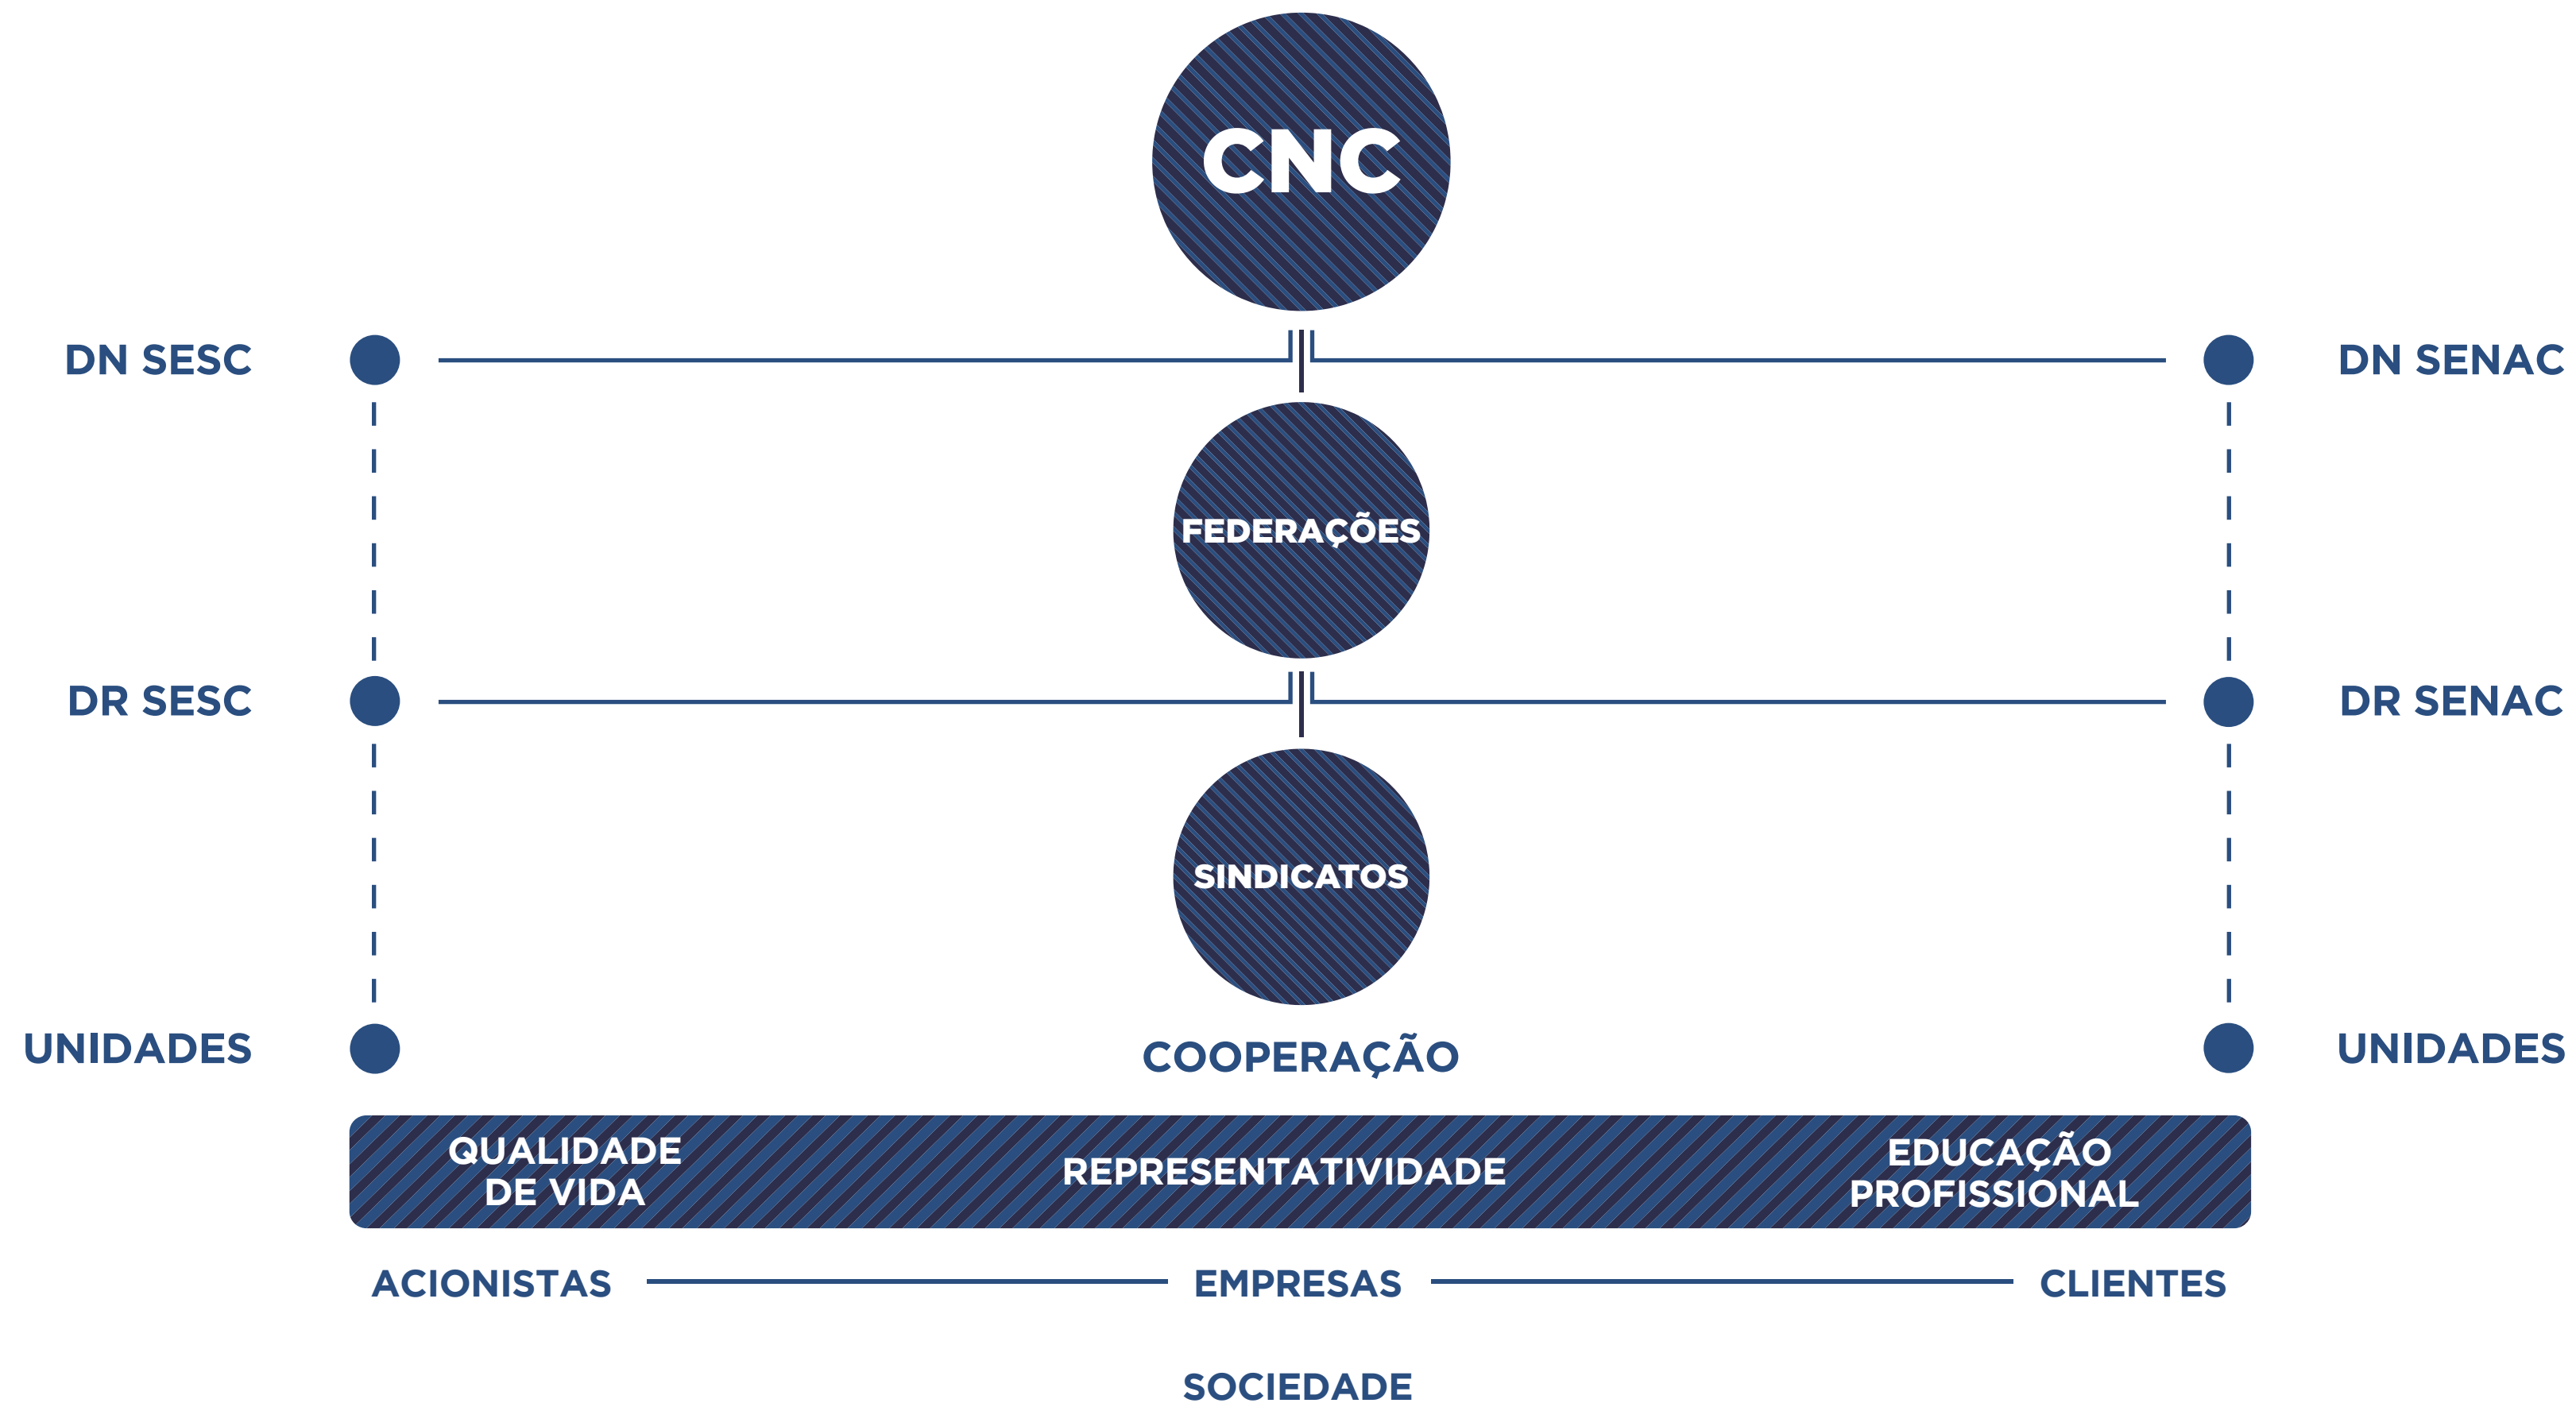 CNC
DN SESC
DN SENAC
FEDERAÇÕES
DR SESC
DR SENAC
SINDICATOS
UNIDADES
COOPERAÇÃO
UNIDADES
QUALIDADE
DE VIDA
REPRESENTATIVIDADE
EDUCAÇÃO
PROFISSIONAL
ACIONISTAS
EMPRESAS
CLIENTES
SOCIEDADE